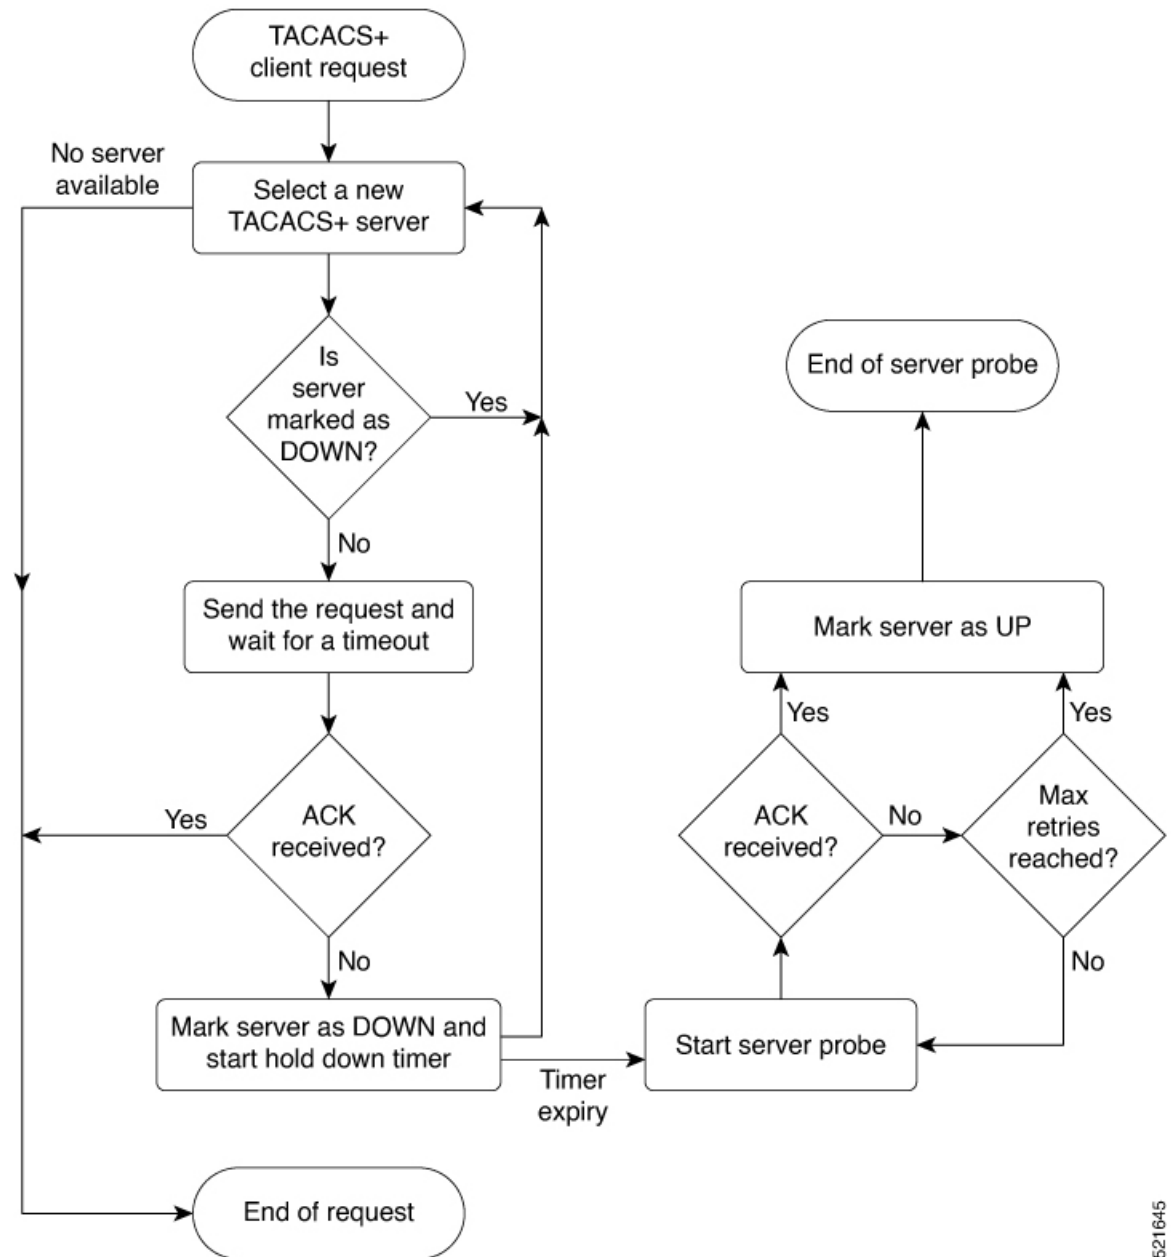 TACACS+
client request
No server
available
Select a new
TACACS+ server
Is
server
marked as
DOWN?
Yes
No
Send the request and
wait for a timeout
Yes
ACK
received?
No
Mark server as DOWN and
start hold down timer
Timer
expiry
End of request
End of server probe
Mark server as UP
Yes
Yes
ACK
received?
No
Max
retries
reached?
No
Start server probe
521645